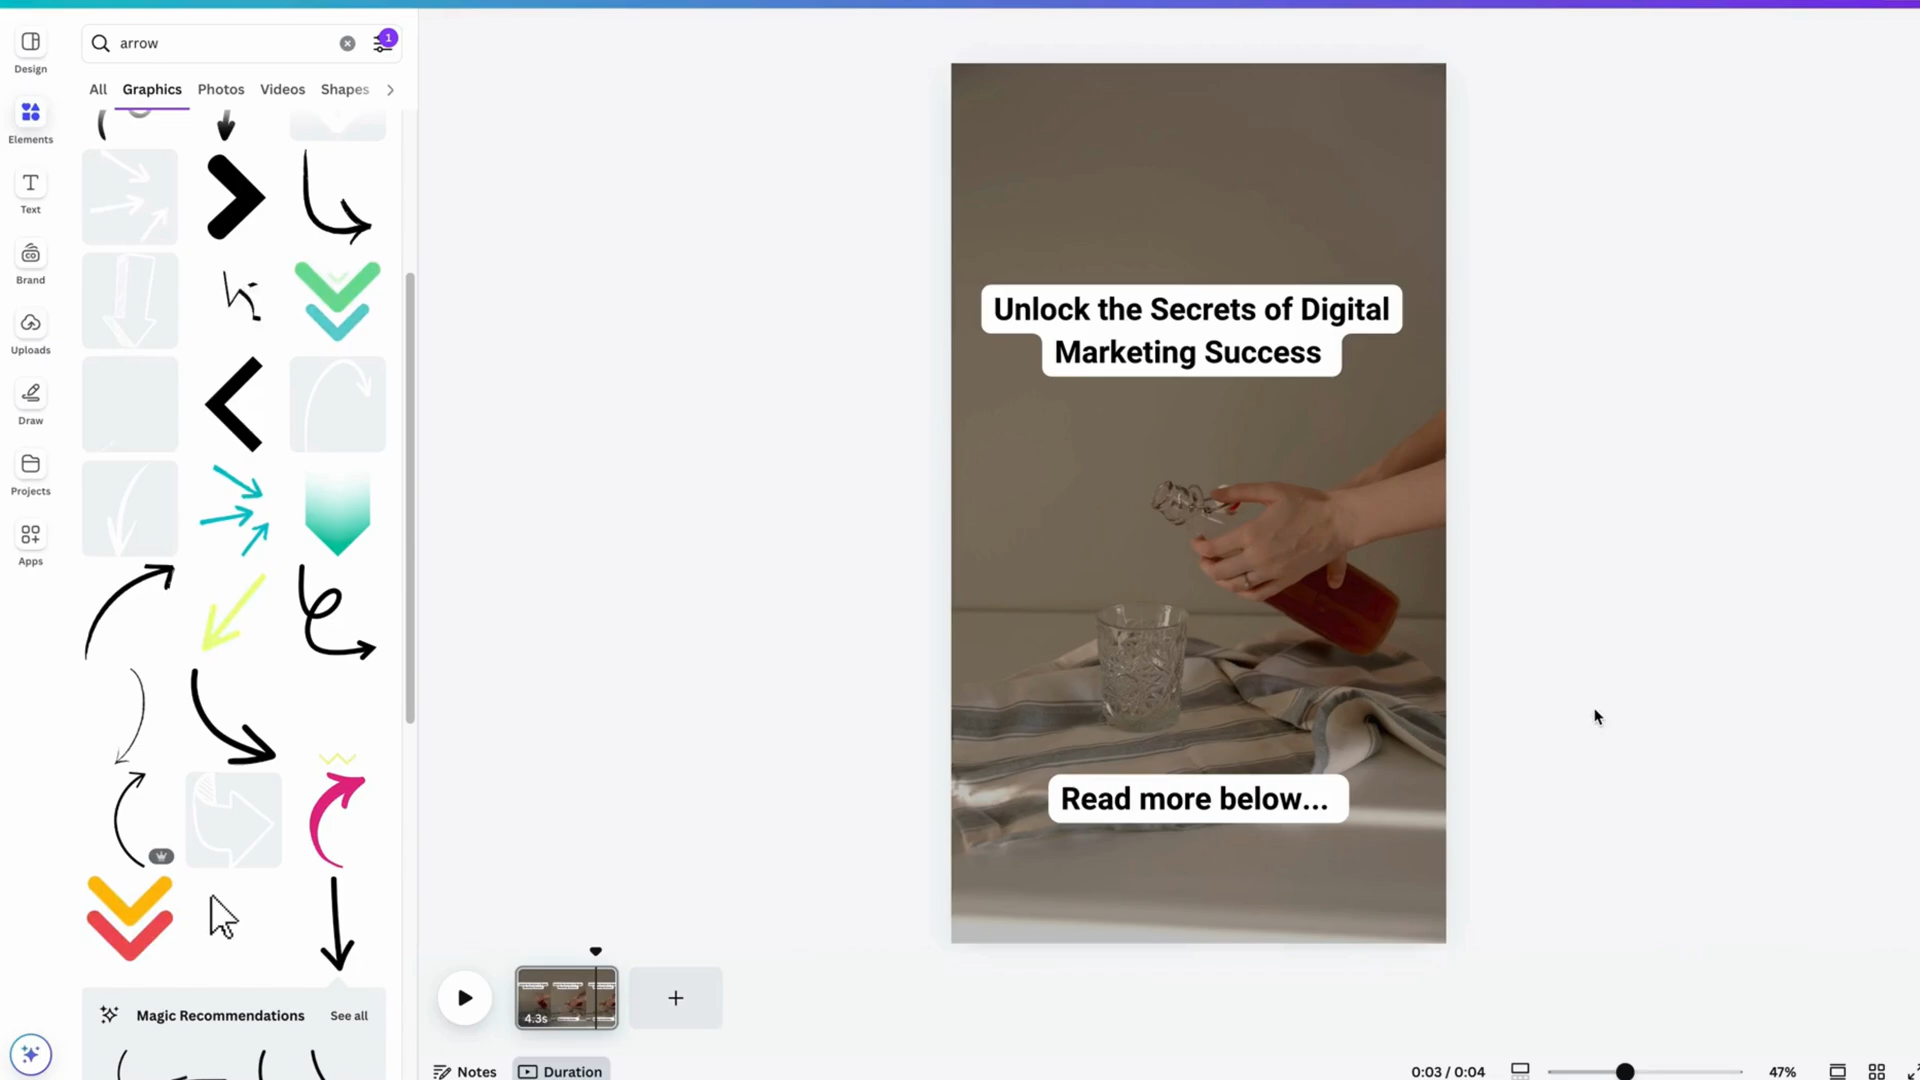 arrow
1
Design
All
Graphics
Photos
Videos
Shapes
Elements
Text
Brand
Uploads
Draw
Projects
Apps
Unlock the Secrets of Digital
Marketing Success
Read more below...
Magic Recommendations
See all
4.3s
Notes
Duration
0:03 / 0:04
47%